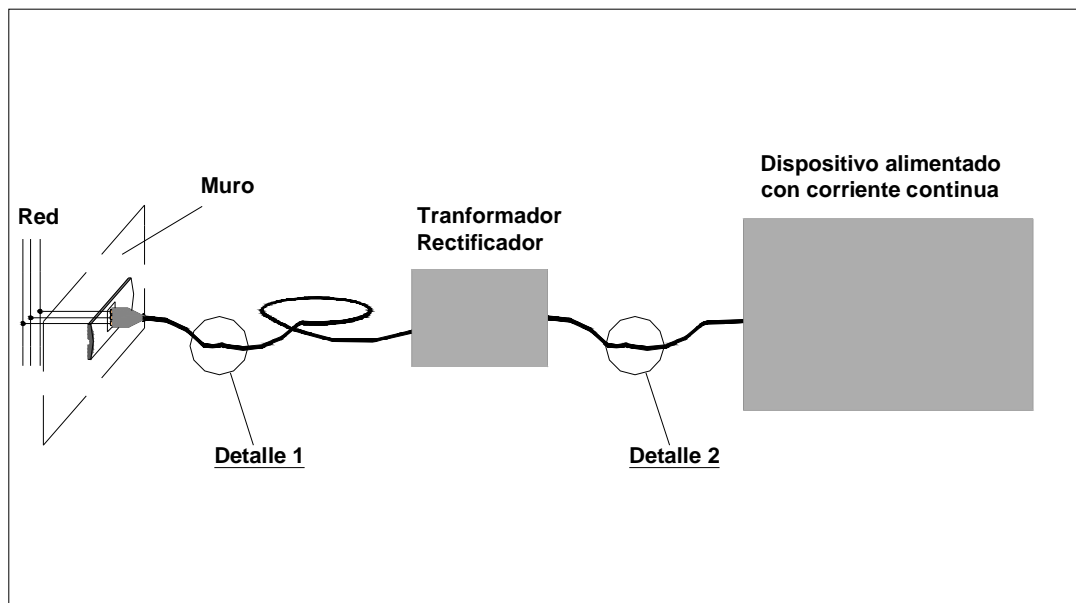 Red
Muro
Tranformador
Rectificador
Dispositivo alimentado
con corriente continua
Detalle 1
Detalle 2